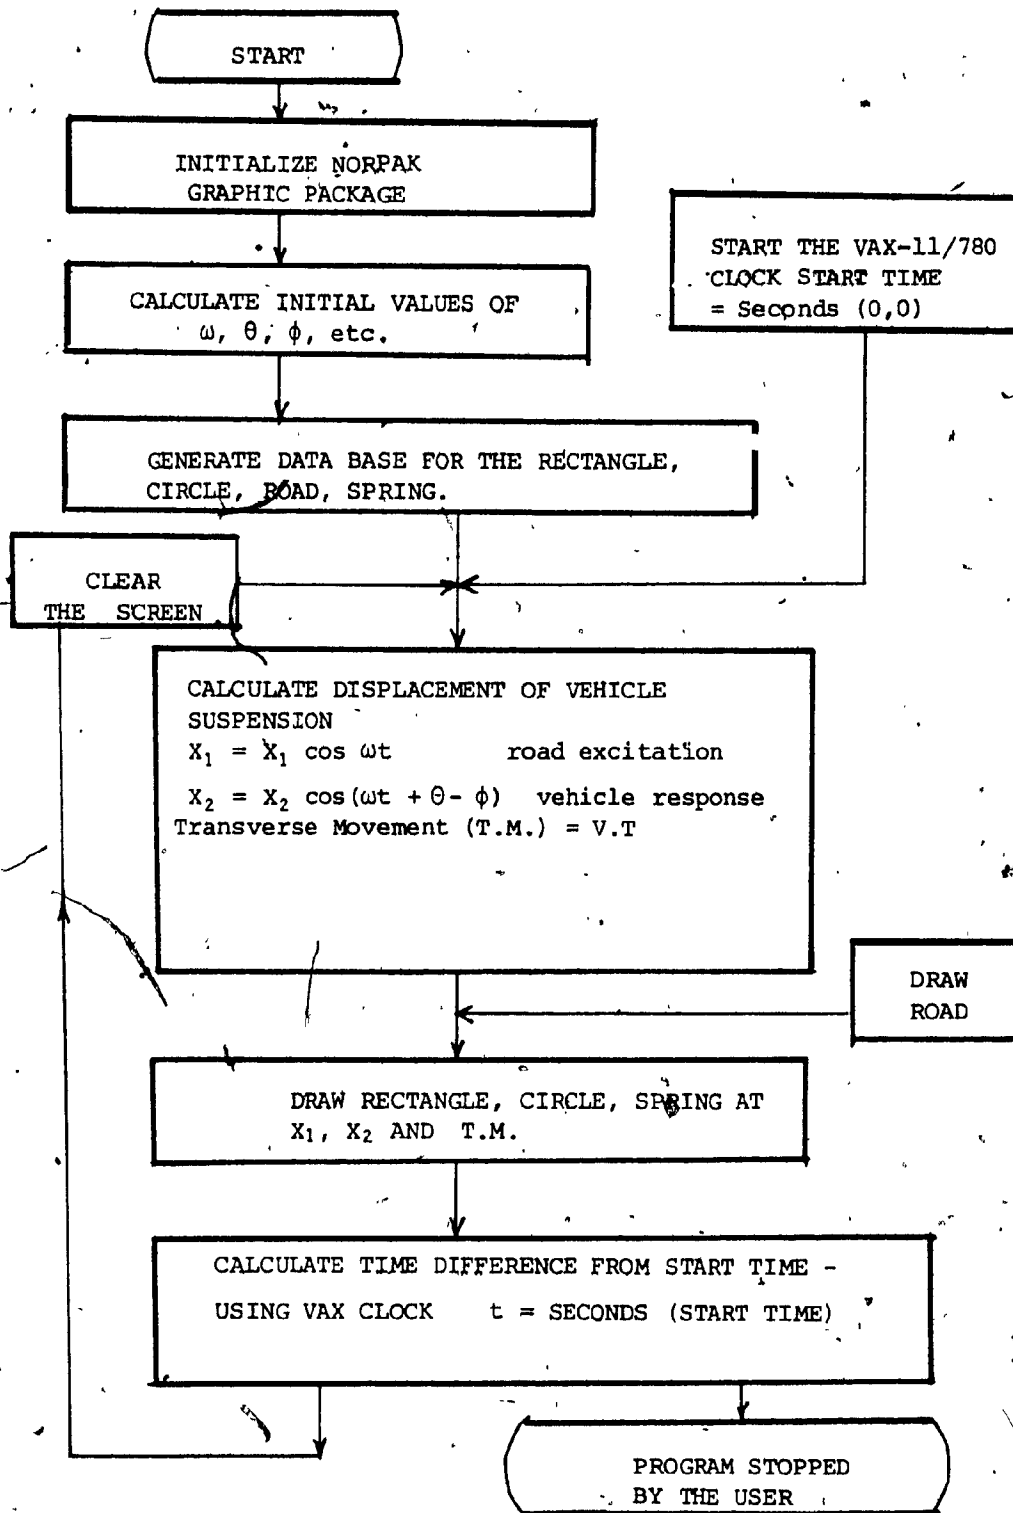 START
INITIALIZE NORPAK
GRAPHIC PACKAGE
START THE VAX-11/780
CLOCK START TIME
= Seconds (0,0)
CALCULATE INITIAL VALUES OF
ω, θ, φ, etc.
GENERATE DATA BASE FOR THE RECTANGLE,
CIRCLE, ROAD, SPRING.
CLEAR
THE SCREEN
CALCULATE DISPLACEMENT OF VEHICLE
SUSPENSION
X₁ = X₁ cos ωt road excitation
X₂ = X₂ cos(ωt + θ - φ) vehicle response
Transverse Movement (T.M.) = V.T
DRAW
ROAD
DRAW RECTANGLE, CIRCLE, SPRING AT
X₁, X₂ AND T.M.
CALCULATE TIME DIFFERENCE FROM START TIME -
USING VAX CLOCK t = SECONDS (START TIME)
PROGRAM STOPPED
BY THE USER